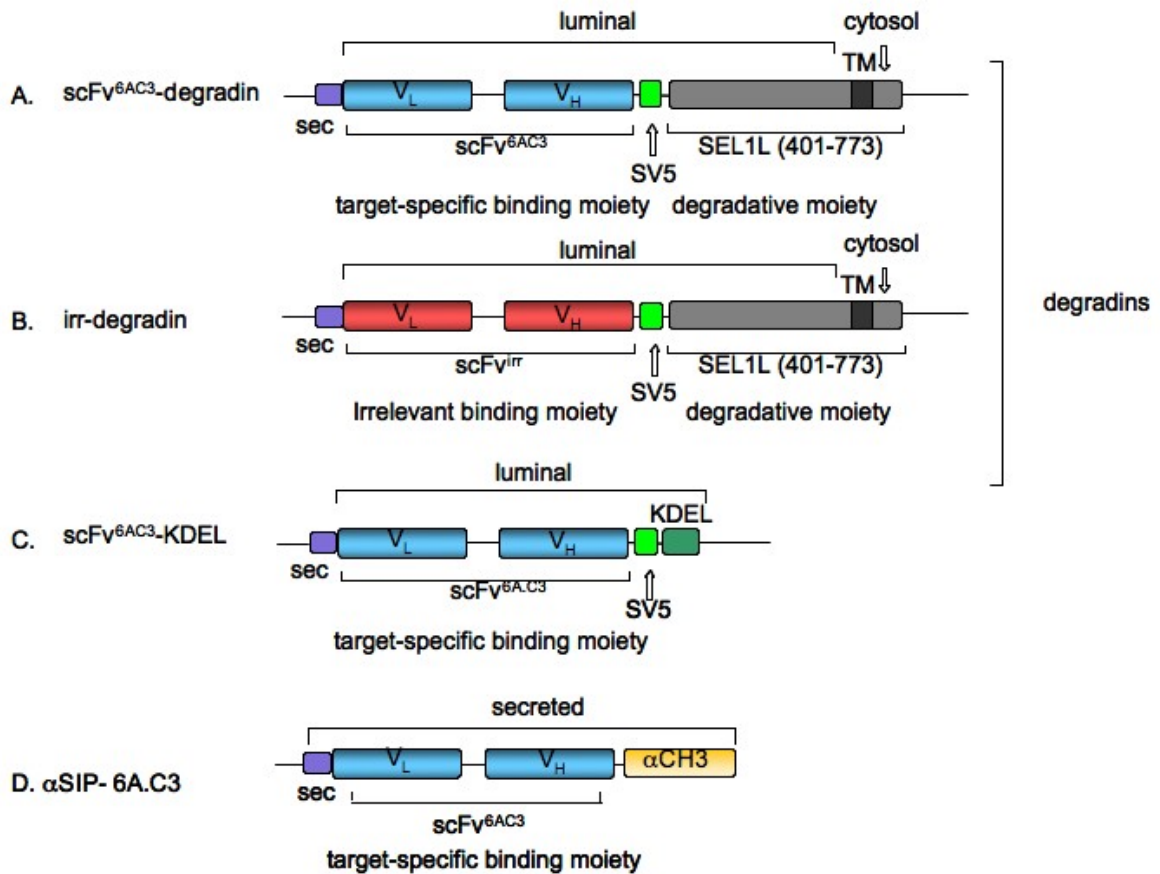 luminal
cytosol
TM
A. scFv6AC3-degradin
VL
VH
sec
scFv6AC3
SV5
SEL1L (401-773)
target-specific binding moiety
degradative moiety
luminal
cytosol
TM
B. irr-degradin
VL
VH
sec
scFvirr
SV5
SEL1L (401-773)
Irrelevant binding moiety
degradative moiety
degradins
luminal
KDEL
C. scFv6AC3-KDEL
VL
VH
sec
scFv6A.C3
SV5
target-specific binding moiety
secreted
D. αSIP- 6A.C3
VL
VH
αCH3
sec
scFv6AC3
target-specific binding moiety